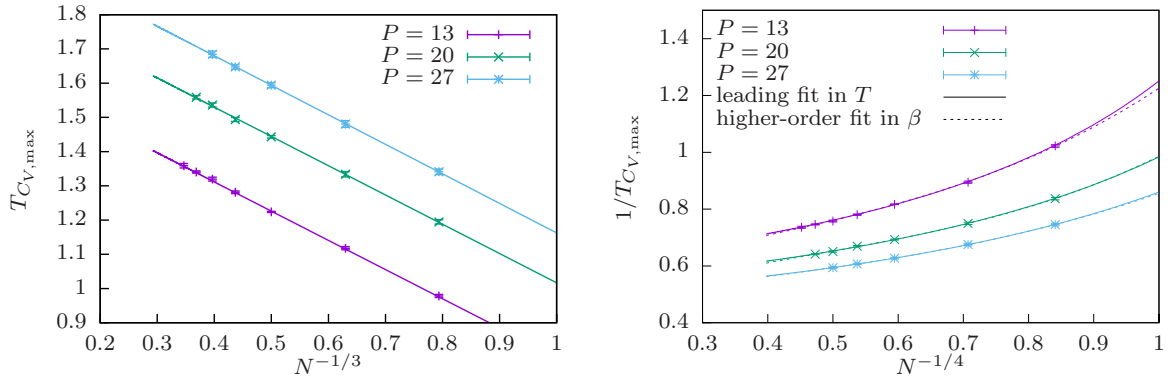 1.8
1.7
1.6
1.5
1.4
1.3
1.2
1.1
1
0.9
T_{C_V,max}
0.2 0.3 0.4 0.5 0.6 0.7 0.8 0.9 1
N^{-1/3}
P = 13
P = 20
P = 27
1.4
1.2
1
0.8
0.6
0.4
1/T_{C_V,max}
0.3 0.4 0.5 0.6 0.7 0.8 0.9 1
N^{-1/4}
P = 13
P = 20
P = 27
leading fit in T
higher-order fit in β